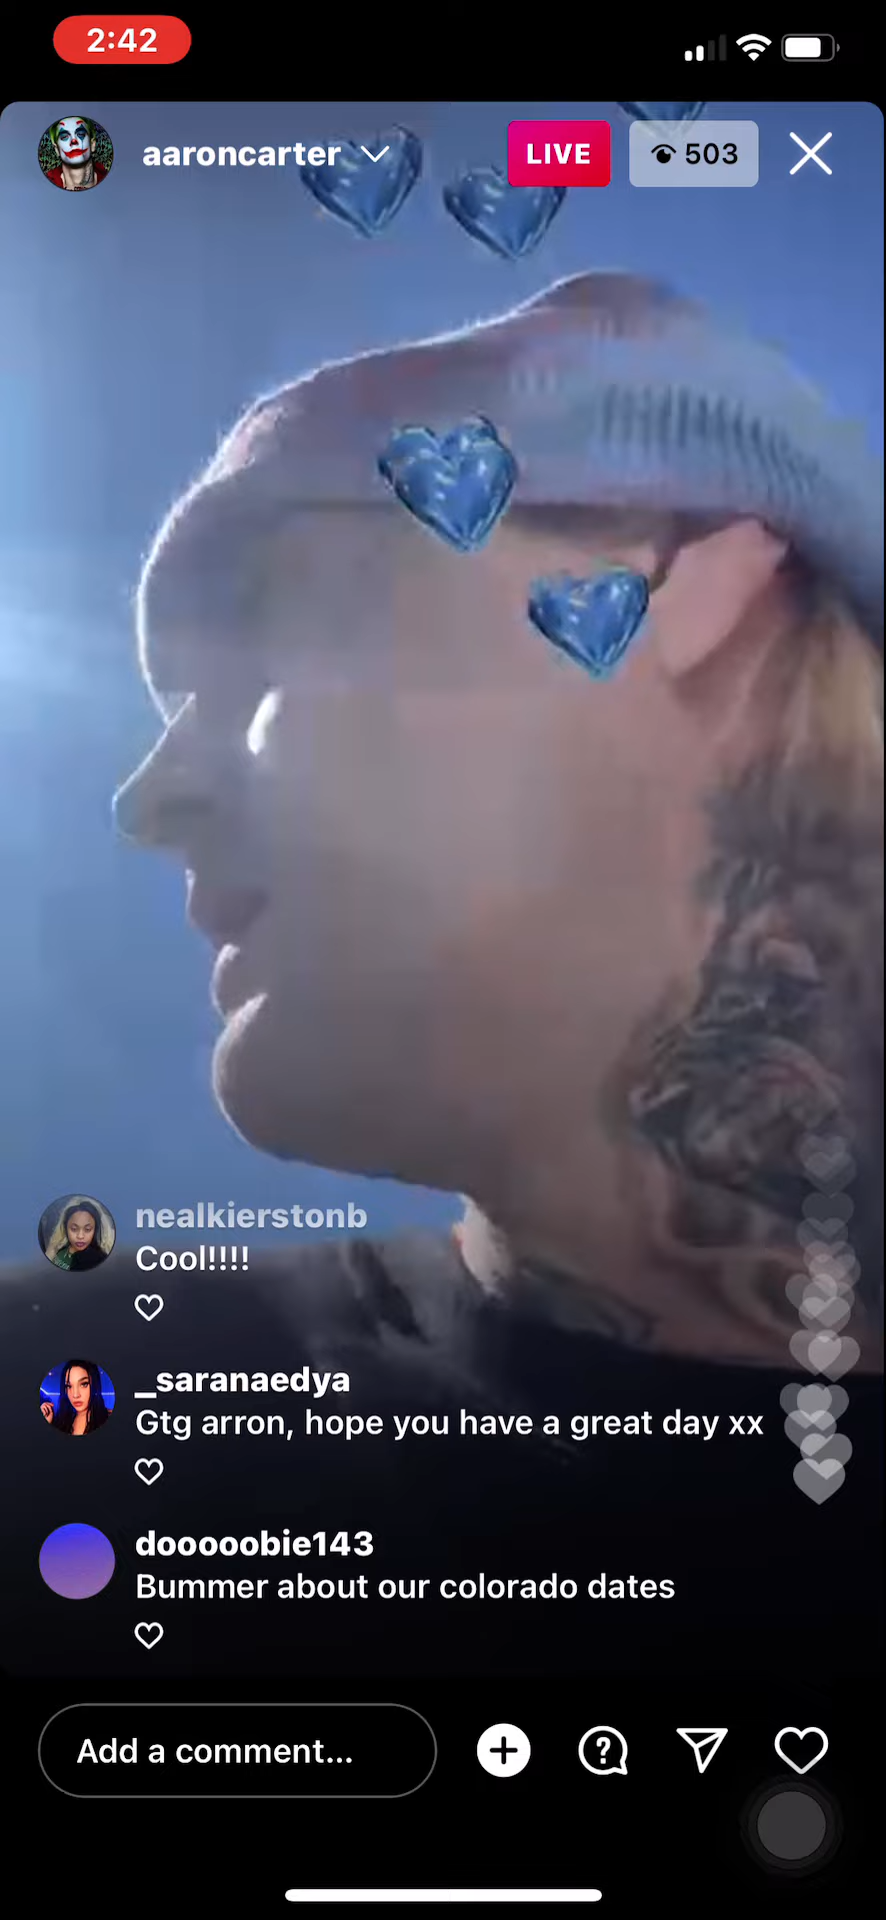 2:42
aaroncarter
LIVE
503
nealkierstonb
Cool!!!!
_saranaedya
Gtg arron, hope you have a great day xx
dooooobie143
Bummer about our colorado dates
Add a comment...